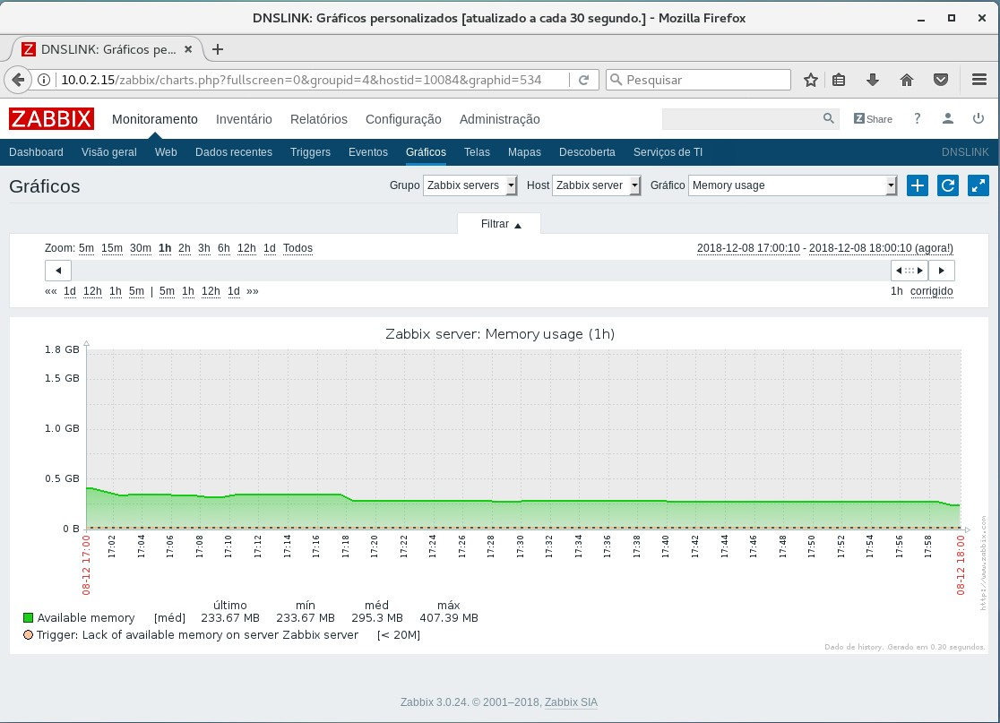 DNSLINK: Gráficos personalizados [atualizado a cada 30 segundo.] - Mozilla Firefox
Z DNSLINK: Gráficos pe...
10.0.2.15/zabbix/charts.php?fullscreen=0&groupid=4&hostid=10084&graphid=534
Pesquisar
ZABBIX Monitoramento Inventário Relatórios Configuração Administração Z Share ?
Dashboard Visão geral Web Dados recentes Triggers Eventos Gráficos Telas Mapas Descoberta Serviços de TI DNSLINK
Gráficos Grupo Zabbix servers Host Zabbix server Gráfico Memory usage
Filtrar
Zoom: 5m 15m 30m 1h 2h 3h 6h 12h 1d Todos 2018-12-08 17:00:10 - 2018-12-08 18:00:10 (agora!)
«« 1d 12h 1h 5m | 5m 1h 12h 1d »» 1h corrigido
Zabbix server: Memory usage (1h)
1.8 GB
1.5 GB
1.0 GB
0.5 GB
0 B
08-12 17:00 17:02 17:04 17:06 17:08 17:10 17:12 17:14 17:16 17:18 17:20 17:22 17:24 17:26 17:28 17:30 17:32 17:34 17:36 17:38 17:40 17:42 17:44 17:46 17:48 17:50 17:52 17:54 17:56 17:58 08-12 18:00
http://www.zabbix.com
último mín méd máx
Available memory [méd] 233.67 MB 233.67 MB 295.3 MB 407.39 MB
Trigger: Lack of available memory on server Zabbix server [< 20M]
Dado de history. Gerado em 0.30 segundos.
Zabbix 3.0.24. © 2001–2018, Zabbix SIA